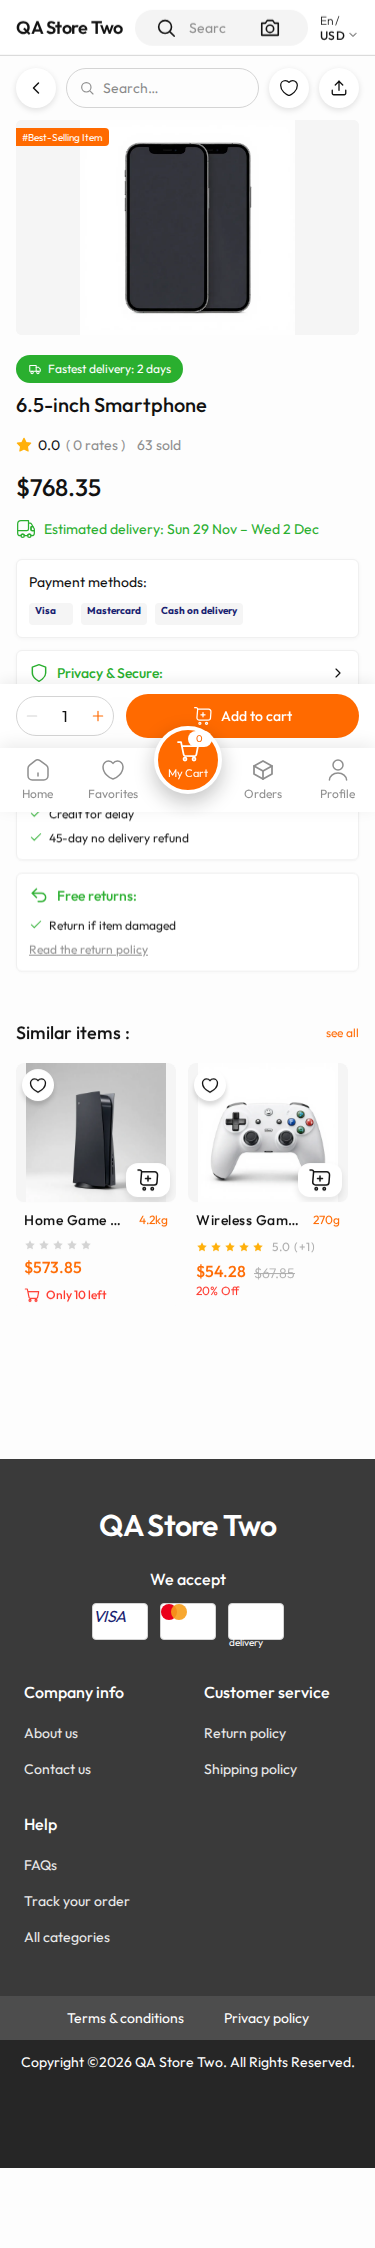 QA Store Two
Searc
En/
USD
Search...
#Best-Selling Item
Fastest delivery: 2 days
6.5-inch Smartphone
0.0 ( 0 rates ) 63 sold
$768.35
Estimated delivery: Sun 29 Nov – Wed 2 Dec
Payment methods:
Visa Mastercard Cash on delivery
Privacy & Secure:
1
Add to cart
0
Home Favorites My Cart Orders Profile
Credit for delay
45-day no delivery refund
Free returns:
Return if item damaged
Read the return policy
Similar items :
see all
Home Game ... 4.2kg
$573.85
Only 10 left
Wireless Gam... 270g
5.0 (+1)
$54.28 $67.85
20% Off
QA Store Two
We accept
VISA
delivery
Company info
About us
Contact us
Customer service
Return policy
Shipping policy
Help
FAQs
Track your order
All categories
Terms & conditions Privacy policy
Copyright ©2026 QA Store Two. All Rights Reserved.